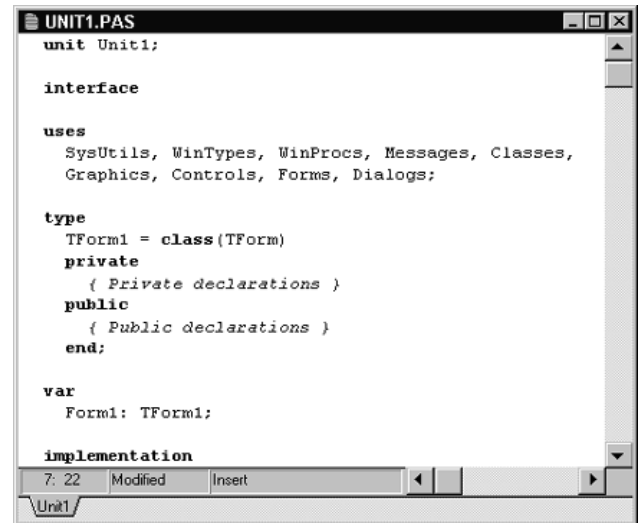 UNIT1.PAS
unit Unit1;
interface
uses
SysUtils, WinTypes, WinProcs, Messages, Classes,
Graphics, Controls, Forms, Dialogs;
type
TForm1 = class(TForm)
private
{ Private declarations }
public
{ Public declarations }
end;
var
Form1: TForm1;
implementation
7: 22 Modified Insert
Unit1